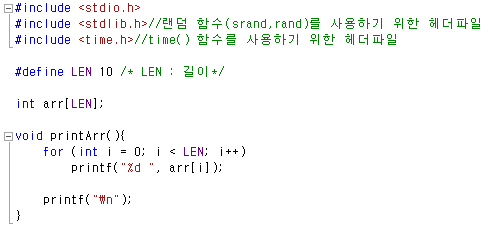 #include <stdio.h>
#include <stdlib.h>//랜덤 함수(srand,rand)를 사용하기 위한 헤더파일
#include <time.h>//time() 함수를 사용하기 위한 헤더파일
#define LEN 10 /* LEN : 길이*/
int arr[LEN];
void printArr(){
for (int i = 0; i < LEN; i++)
printf("%d ", arr[i]);
printf("₩n");
}